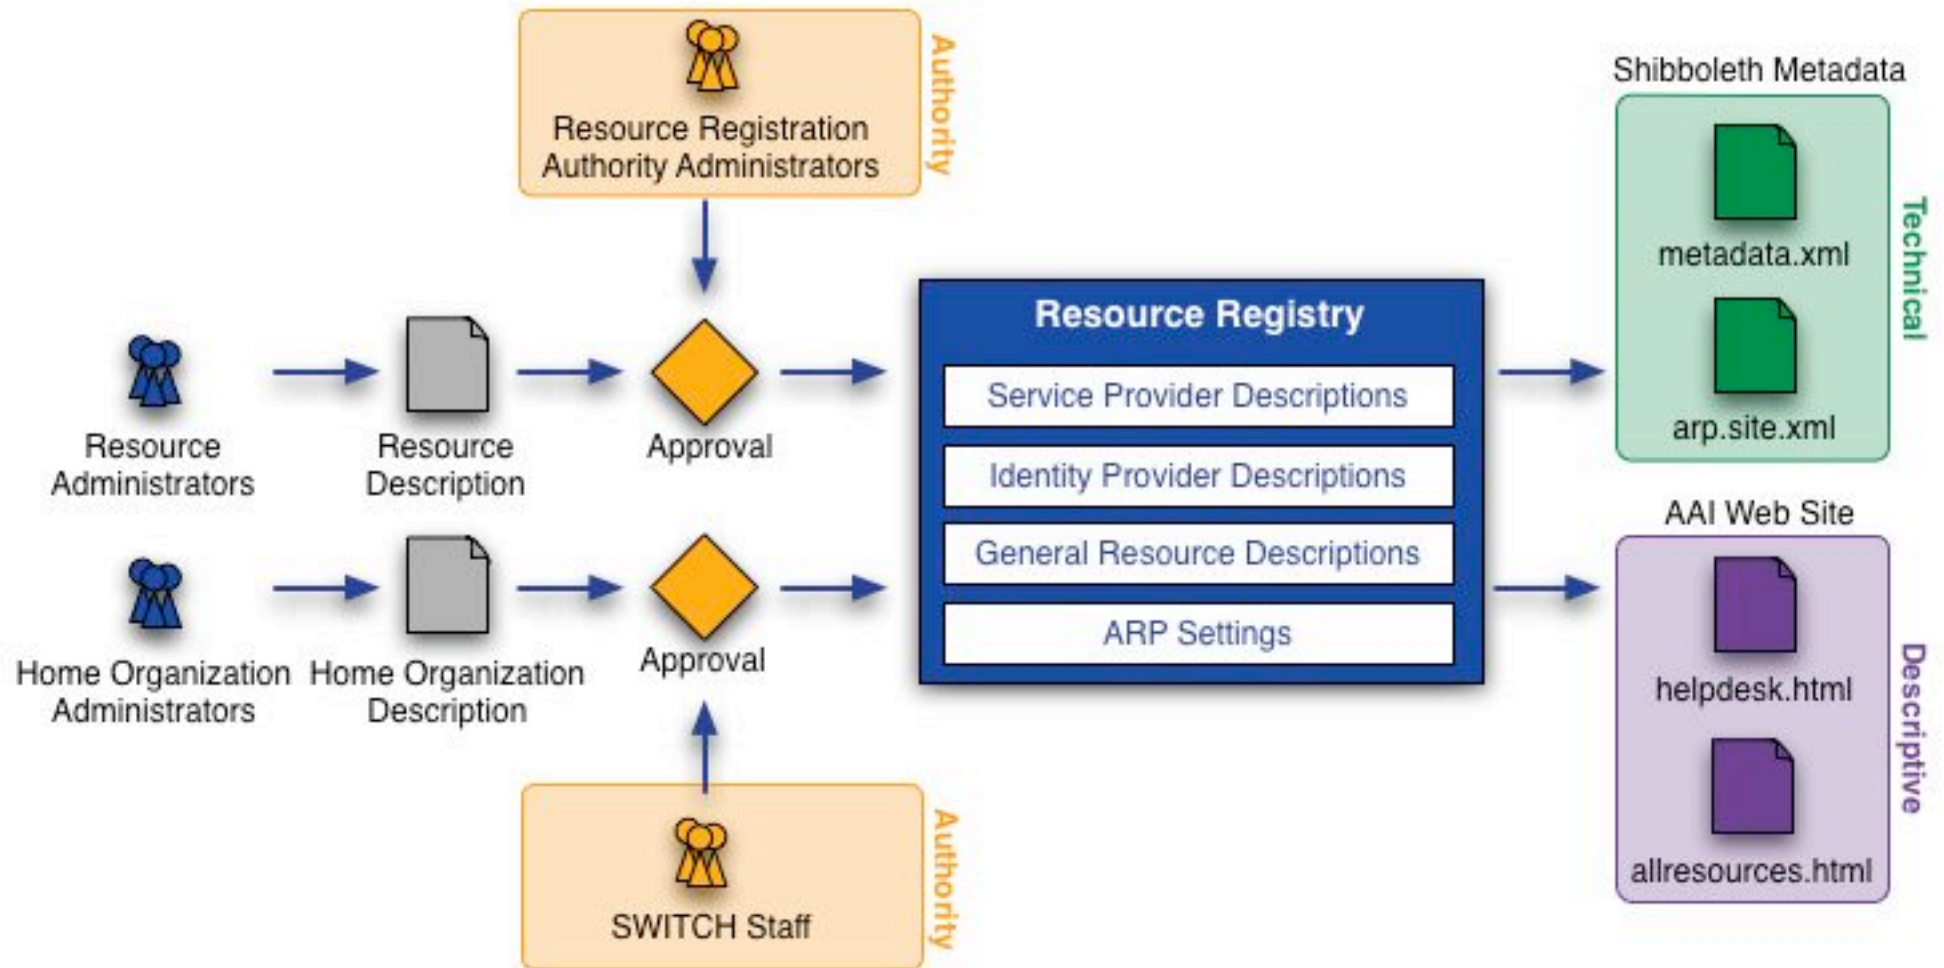 Resource Registration
Authority Administrators
Authority
Resource
Administrators
Resource
Description
Approval
Home Organization
Administrators
Home Organization
Description
Approval
SWITCH Staff
Authority
Resource Registry
Service Provider Descriptions
Identity Provider Descriptions
General Resource Descriptions
ARP Settings
Shibboleth Metadata
metadata.xml
arp.site.xml
Technical
AAI Web Site
helpdesk.html
allresources.html
Descriptive